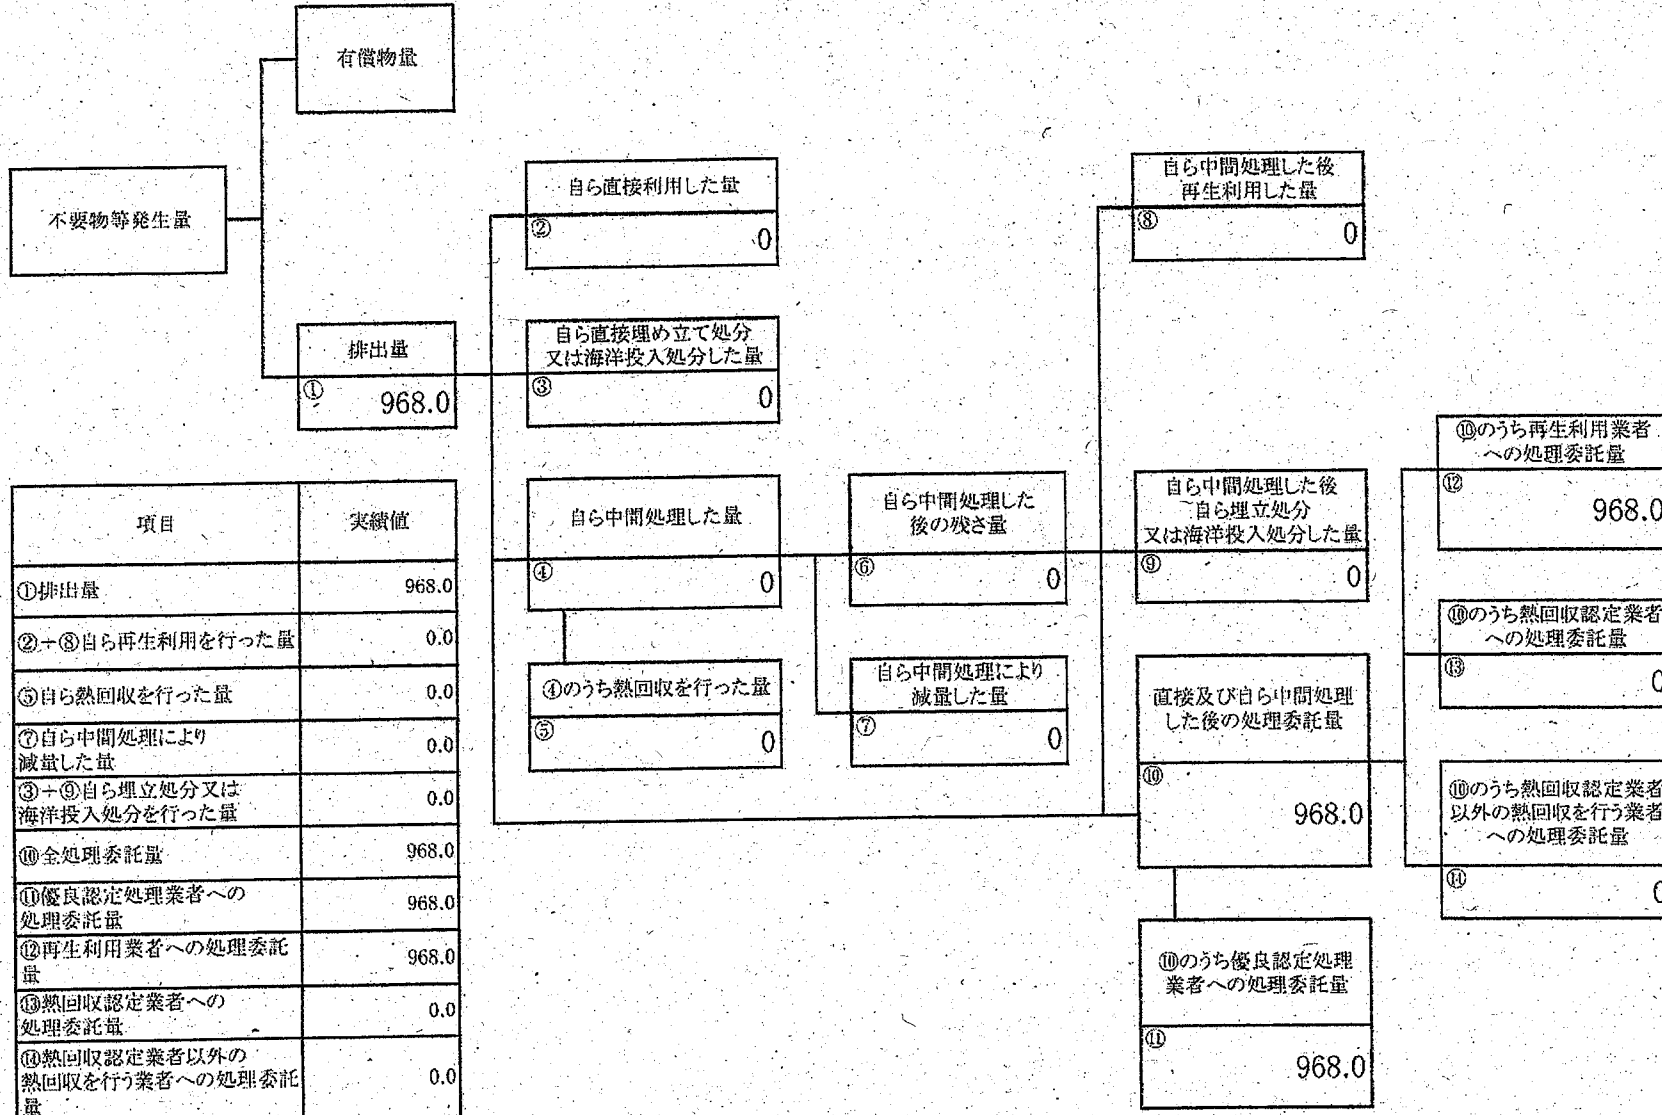 有償物量
不要物等発生量
排出量
①
968.0
自ら直接利用した量
②
0
自ら直接埋め立て処分
又は海洋投入処分した量
③
0
自ら中間処理した量
④
0
④のうち熱回収を行った量
⑤
0
自ら中間処理した
後の残さ量
⑥
0
自ら中間処理により
減量した量
⑦
0
自ら中間処理した後
再生利用した量
⑧
0
自ら中間処理した後
自ら埋立処分
又は海洋投入処分した量
⑨
0
直接及び自ら中間処理
した後の処理委託量
⑩
968.0
⑩のうち優良認定処理
業者への処理委託量
⑪
968.0
⑩のうち再生利用業者
への処理委託量
⑫
968.0
⑩のうち熱回収認定業者
への処理委託量
⑬
0
⑩のうち熱回収認定業者
以外の熱回収を行う業者
への処理委託量
⑭
0
項目 実績値
①排出量 968.0
②+⑧自ら再生利用を行った量 0.0
⑤自ら熱回収を行った量 0.0
⑦自ら中間処理により
減量した量 0.0
③+⑨自ら埋立処分又は
海洋投入処分を行った量 0.0
⑩全処理委託量 968.0
⑪優良認定処理業者への
処理委託量 968.0
⑫再生利用業者への処理委託
量 968.0
⑬熱回収認定業者への
処理委託量 0.0
⑭熱回収認定業者以外の
熱回収を行う業者への処理委託
量 0.0